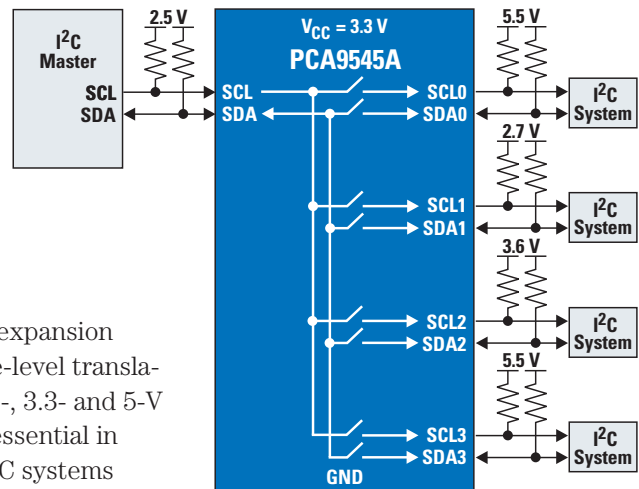 I²C
Master
SCL
SDA
2.5 V
V_CC = 3.3 V
PCA9545A
SCL
SDA
SCL0
SDA0
5.5 V
I²C
System
SCL1
SDA1
2.7 V
I²C
System
SCL2
SDA2
3.6 V
I²C
System
SCL3
SDA3
5.5 V
I²C
System
GND
expansion
e-level transla-
-, 3.3- and 5-V
essential in
C systems